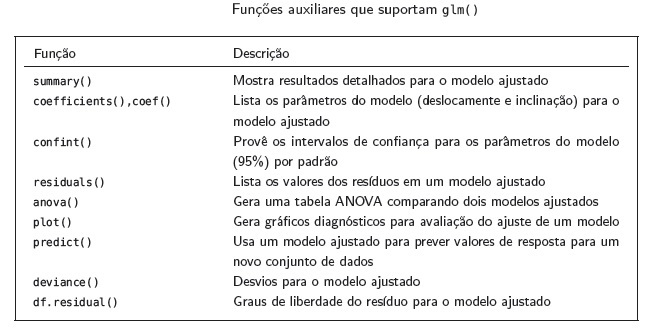 Funções auxiliares que suportam glm()
Função Descrição
summary() Mostra resultados detalhados para o modelo ajustado
coefficients(),coef() Lista os parâmetros do modelo (deslocamente e inclinação) para o
modelo ajustado
confint() Provê os intervalos de confiança para os parâmetros do modelo
(95%) por padrão
residuals() Lista os valores dos resíduos em um modelo ajustado
anova() Gera uma tabela ANOVA comparando dois modelos ajustados
plot() Gera gráficos diagnósticos para avaliação do ajuste de um modelo
predict() Usa um modelo ajustado para prever valores de resposta para um
novo conjunto de dados
deviance() Desvios para o modelo ajustado
df.residual() Graus de liberdade do resíduo para o modelo ajustado